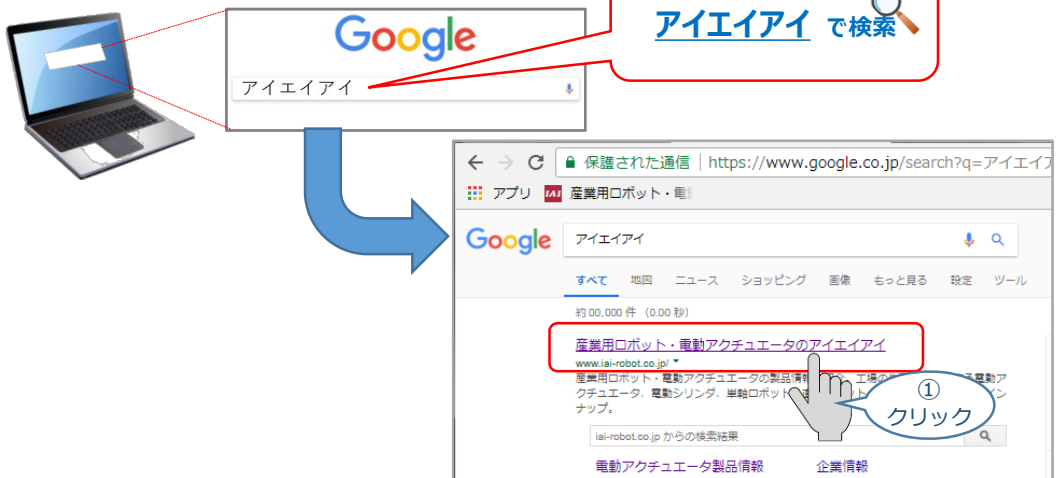 アイエイアイ で検索
Google
アイエイアイ
保護された通信 | https://www.google.co.jp/search?q=アイエイア
アプリ IAI 産業用ロボット・電
Google アイエイアイ
すべて 地図 ニュース ショッピング 画像 もっと見る 設定 ツール
約 00,000 件 (0.00 秒)
産業用ロボット・電動アクチュエータのアイエイアイ
www.iai-robot.co.jp/
産業用ロボット・電動アクチュエータの製品情報 工場の 電動ア
クチュエータ、電動シリンダ、単軸ロボット、 イン
ナップ。
①
クリック
iai-robot.co.jp からの検索結果
電動アクチュエータ製品情報 企業情報